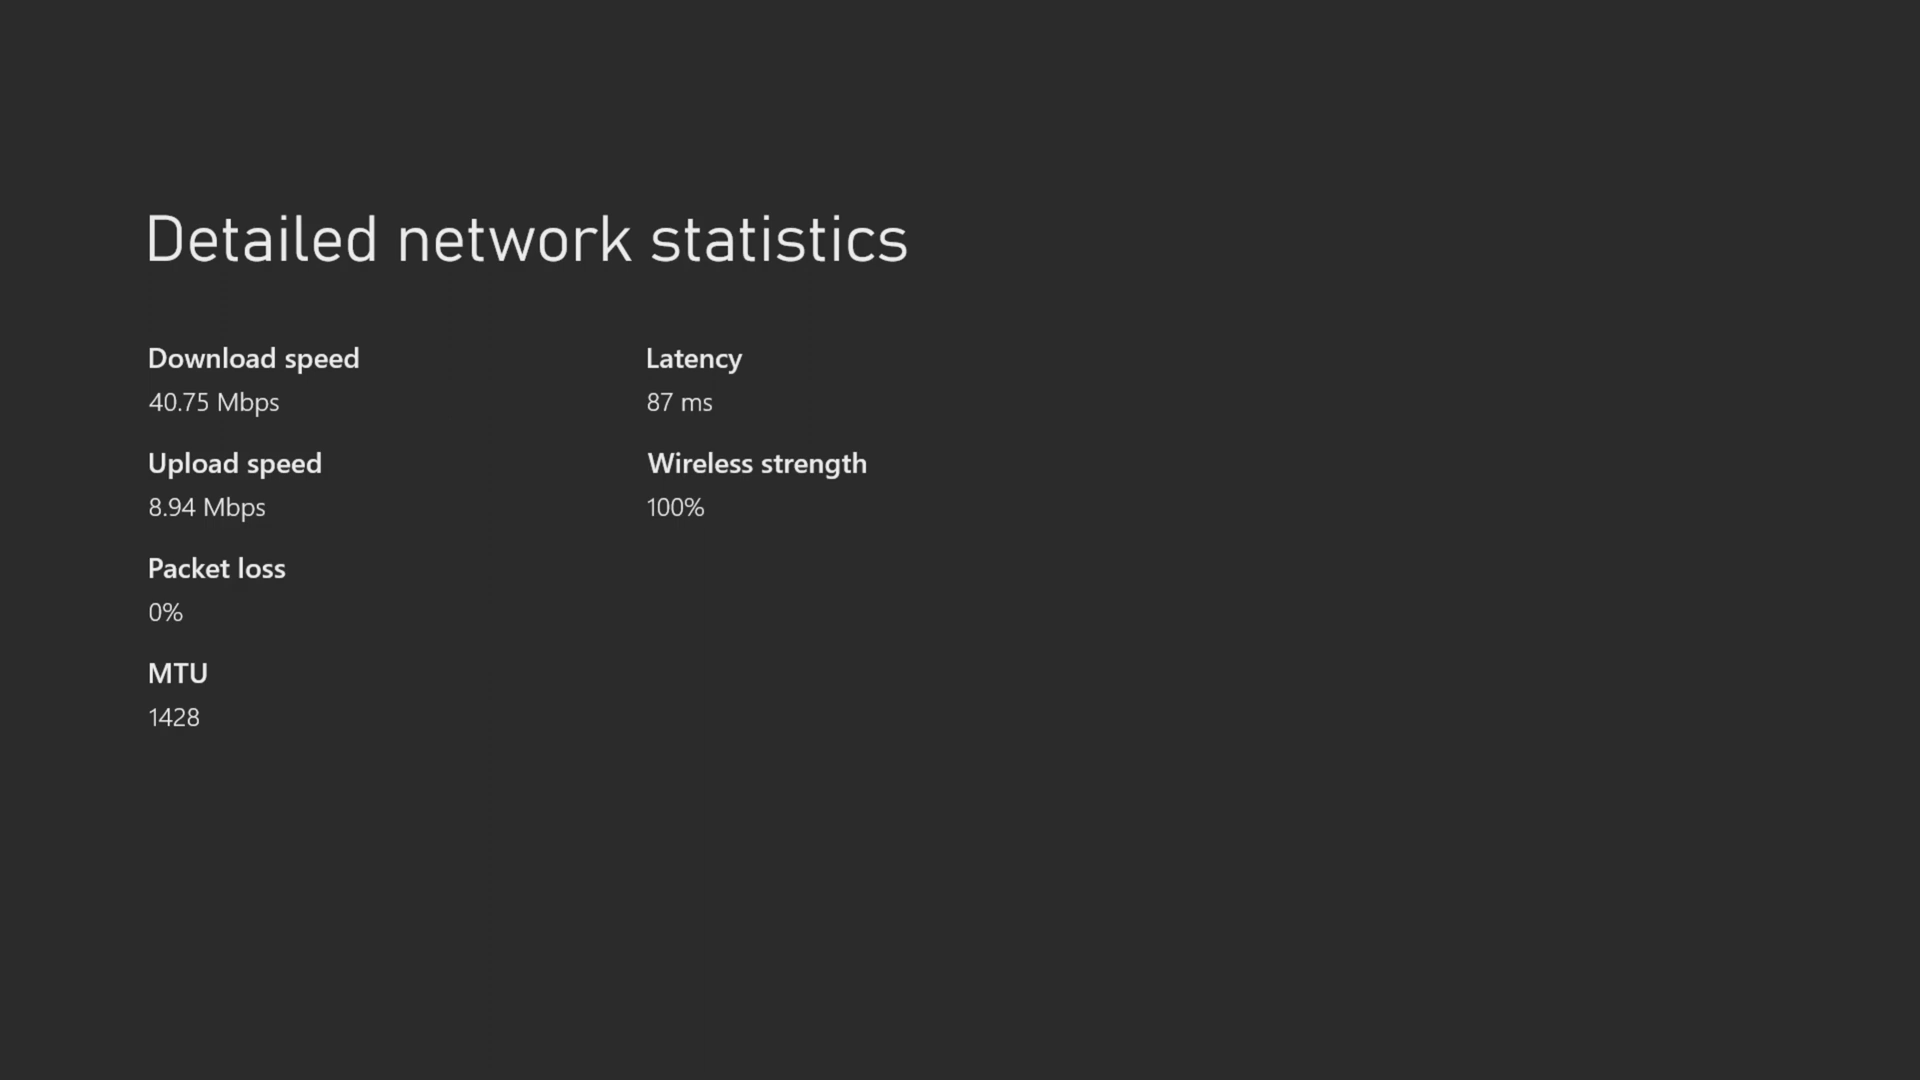 Detailed network statistics
Download speed
40.75 Mbps
Upload speed
8.94 Mbps
Packet loss
0%
MTU
1428
Latency
87 ms
Wireless strength
100%